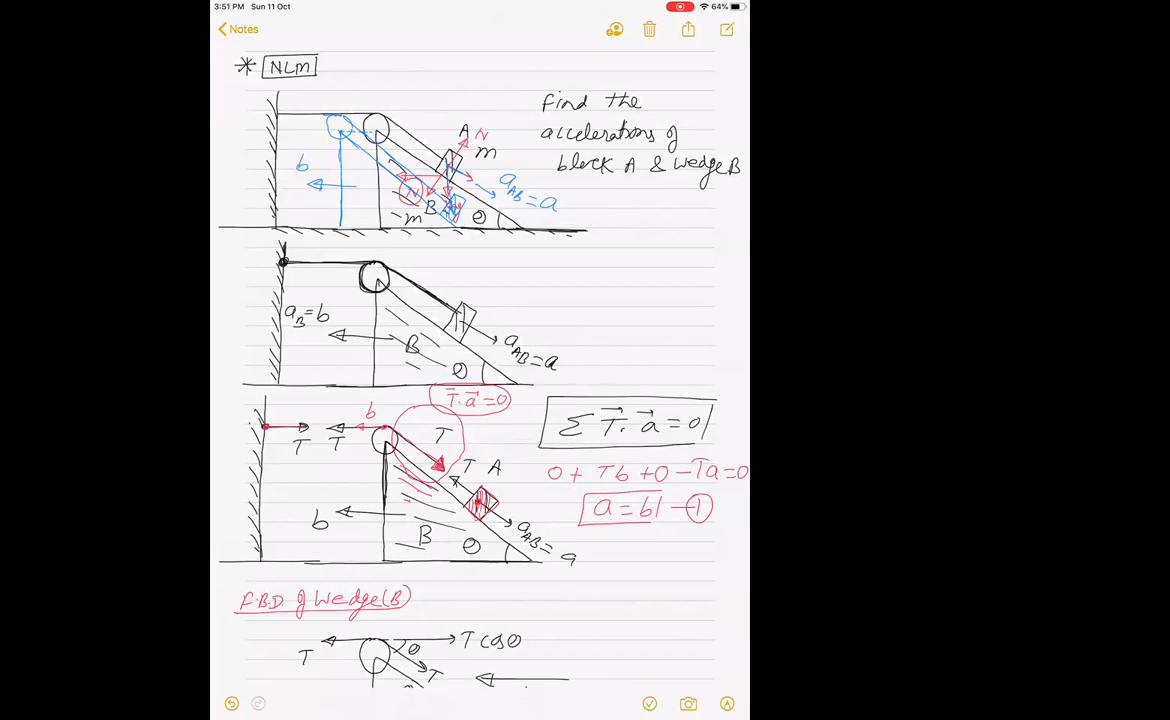 3:51 PM Sun 11 Oct
64%
Notes
* NLM
Find the
accelerations of
block A & wedge B
A N
m
b
N
B
m
a_AB = a
θ
a_B = b
B
A
θ
a_AB = a
T⃗.a⃗ = 0
b
T
T
T
T A
b
B
θ
a_AB = a
Σ T⃗. a⃗ = 0
0 + Tb + 0 - Ta = 0
a = b - ①
F.B.D of Wedge (B)
T
θ
T cosθ
T